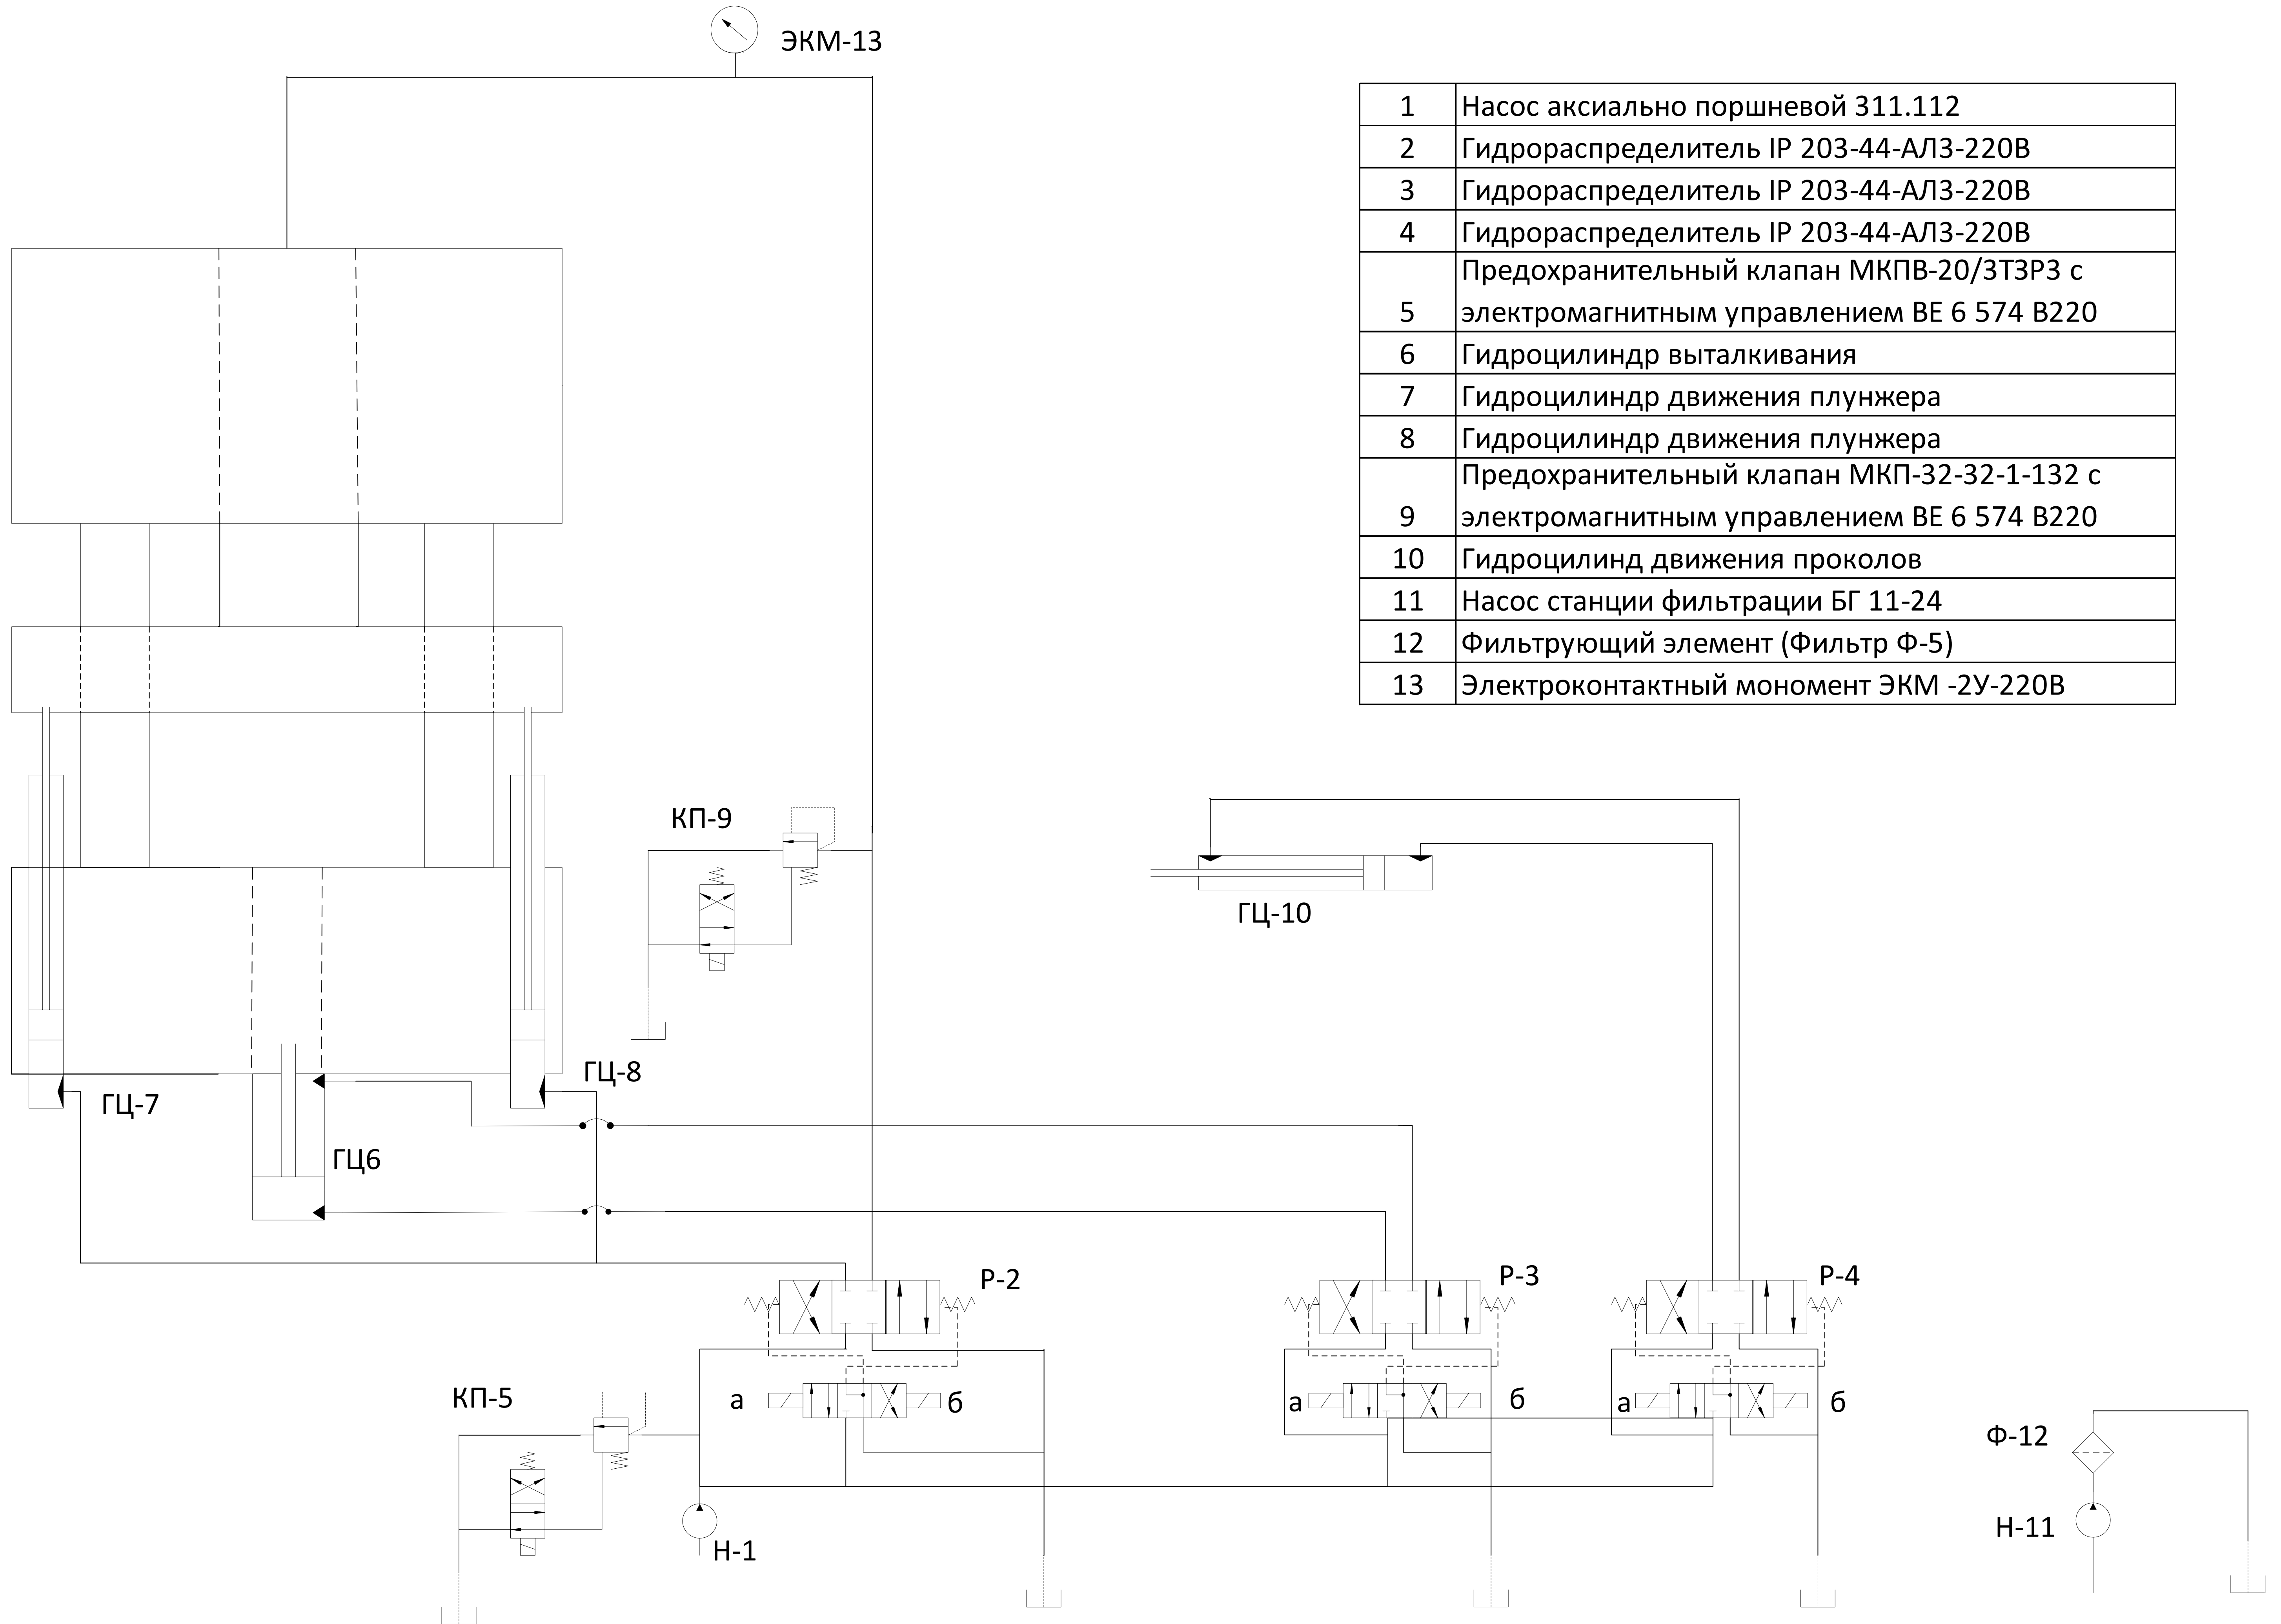 ЭКМ-13
1 Насос аксиально поршневой 311.112
2 Гидрораспределитель IP 203-44-АЛ3-220В
3 Гидрораспределитель IP 203-44-АЛ3-220В
4 Гидрораспределитель IP 203-44-АЛ3-220В
Предохранительный клапан МКПВ-20/3Т3Р3 с
5 электромагнитным управлением ВЕ 6 574 В220
6 Гидроцилиндр выталкивания
7 Гидроцилиндр движения плунжера
8 Гидроцилиндр движения плунжера
Предохранительный клапан МКП-32-32-1-132 с
9 электромагнитным управлением ВЕ 6 574 В220
10 Гидроцилинд движения проколов
11 Насос станции фильтрации БГ 11-24
12 Фильтрующий элемент (Фильтр Ф-5)
13 Электроконтактный мономент ЭКМ -2У-220В
КП-9
ГЦ-10
ГЦ-8
ГЦ-7
ГЦ6
Р-2
Р-3
Р-4
КП-5
а
б
а
б
а
б
Ф-12
Н-11
Н-1